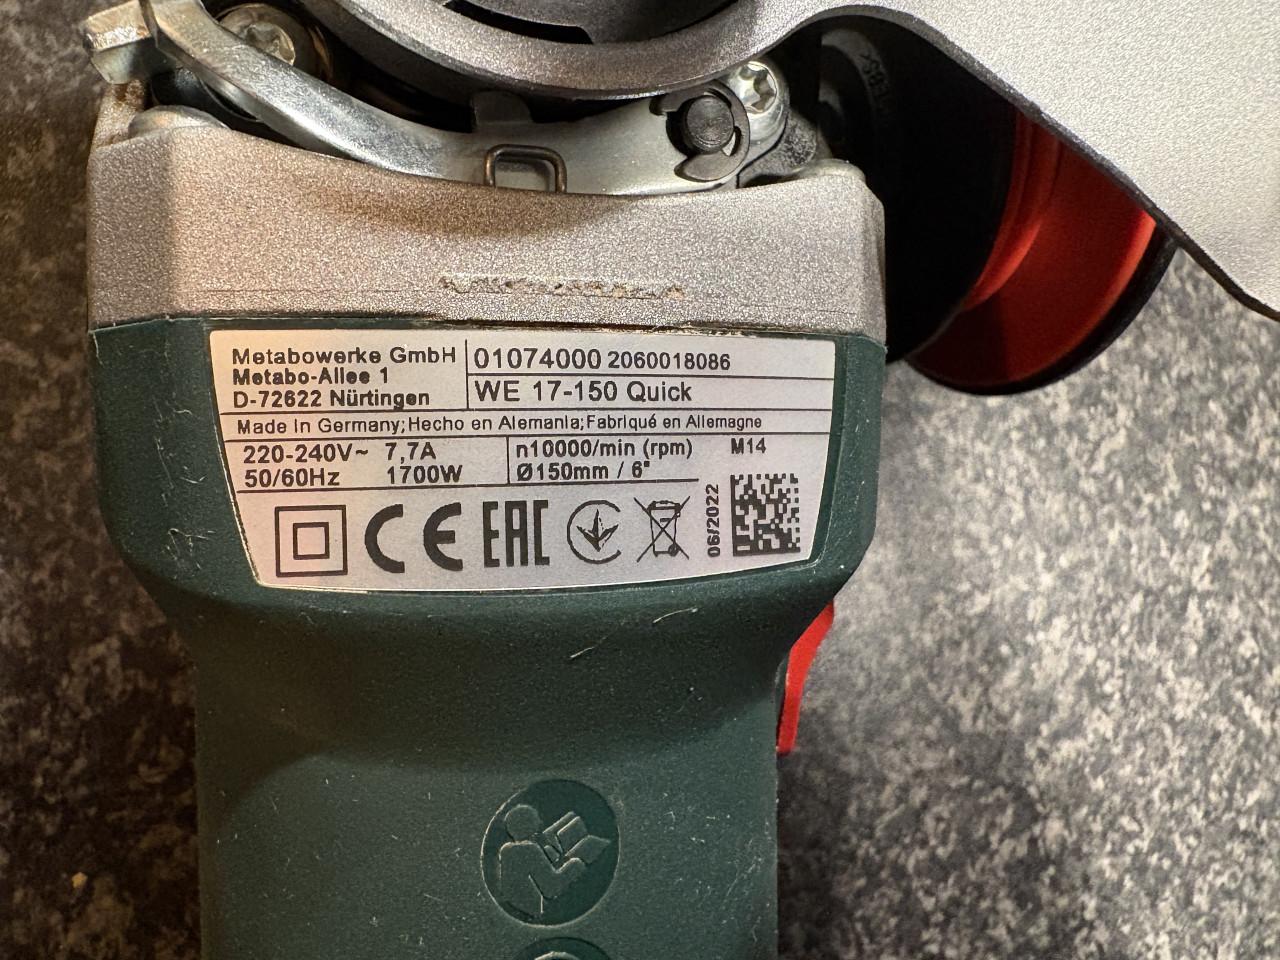 Metabowerke GmbH
Metabo-Allee 1
D-72622 Nürtingen
01074000 2060018086
WE 17-150 Quick
Made in Germany;Hecho en Alemania;Fabriqué en Allemagne
220-240V~ 7,7A
50/60Hz 1700W
n10000/min (rpm) M14
Ø150mm / 6"
CE EAC
06/2022